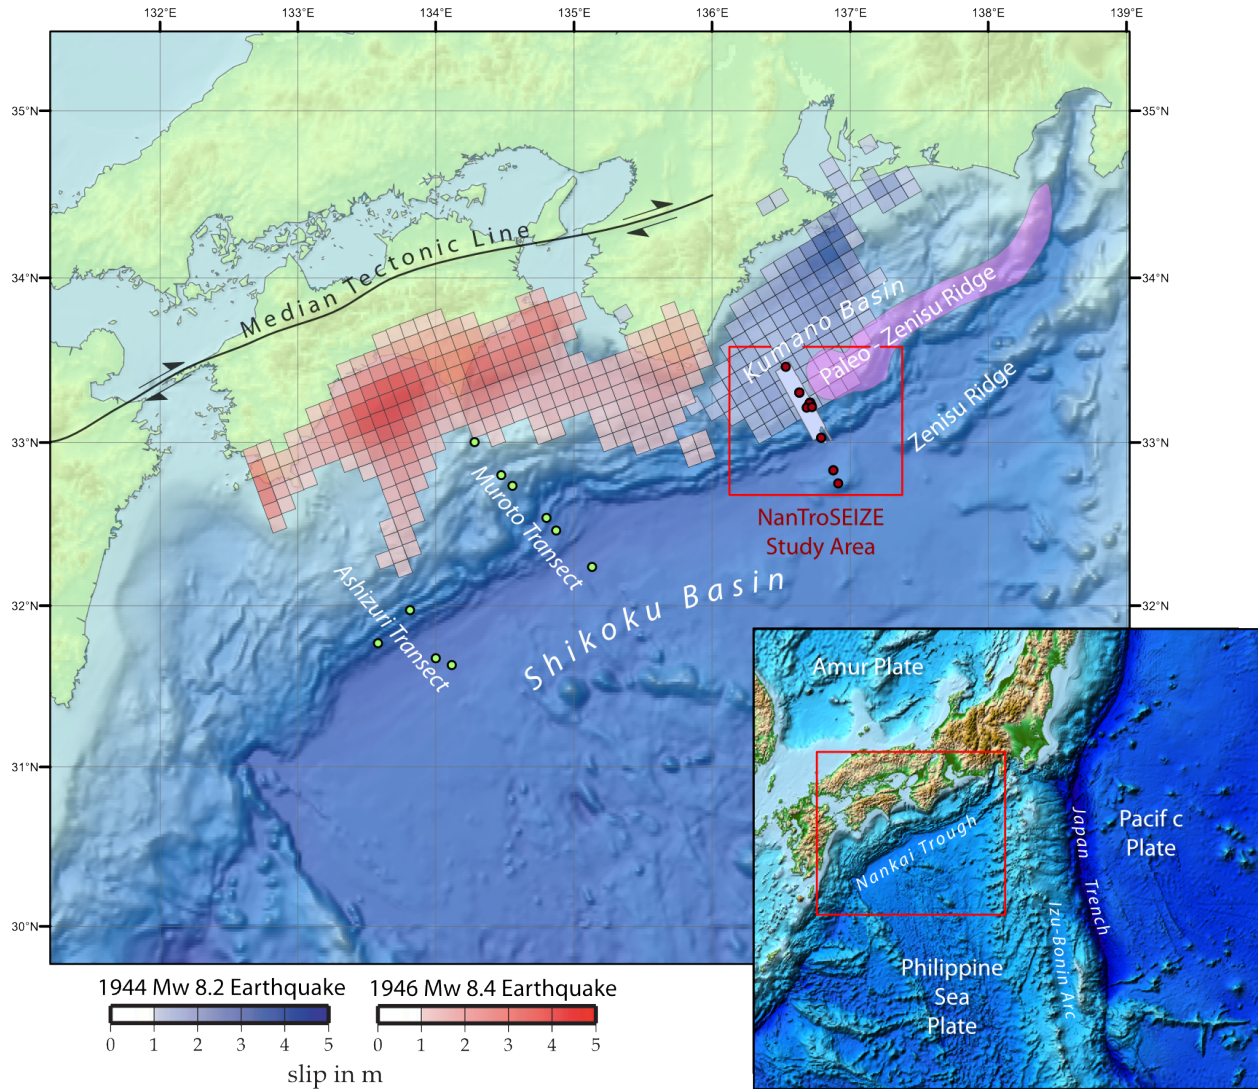 132°E 133°E 134°E 135°E 136°E 137°E 138°E 139°E
35°N 35°N
34°N 34°N
33°N 33°N
32°N 32°N
31°N
30°N
Median Tectonic Line
Kumano Basin
Paleo - Zenisu Ridge
Zenisu Ridge
NanTroSEIZE
Study Area
Muroto Transect
Ashizuri Transect
Shikoku Basin
Amur Plate
Pacif c
Plate
Japan Trench
Nankai Trough
Izu-Bonin Arc
Philippine
Sea
Plate
1944 Mw 8.2 Earthquake
0 1 2 3 4 5
1946 Mw 8.4 Earthquake
0 1 2 3 4 5
slip in m